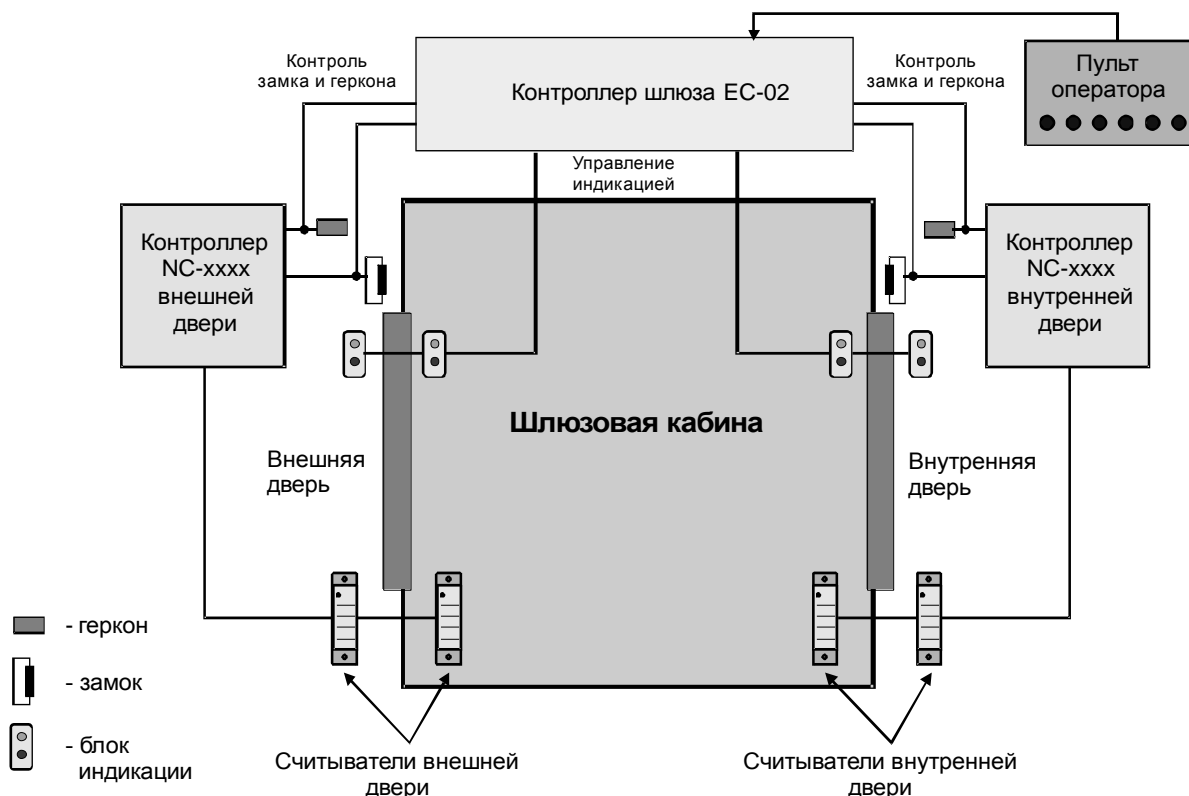 Контроль
замка и геркона
Контроллер шлюза ЕС-02
Контроль
замка и геркона
Пульт
оператора
Управление
индикацией
Контроллер
NC-xxxx
внешней
двери
Контроллер
NC-xxxx
внутренней
двери
Шлюзовая кабина
Внешняя
дверь
Внутренняя
дверь
- геркон
- замок
- блок
индикации
Считыватели внешней
двери
Считыватели внутренней
двери